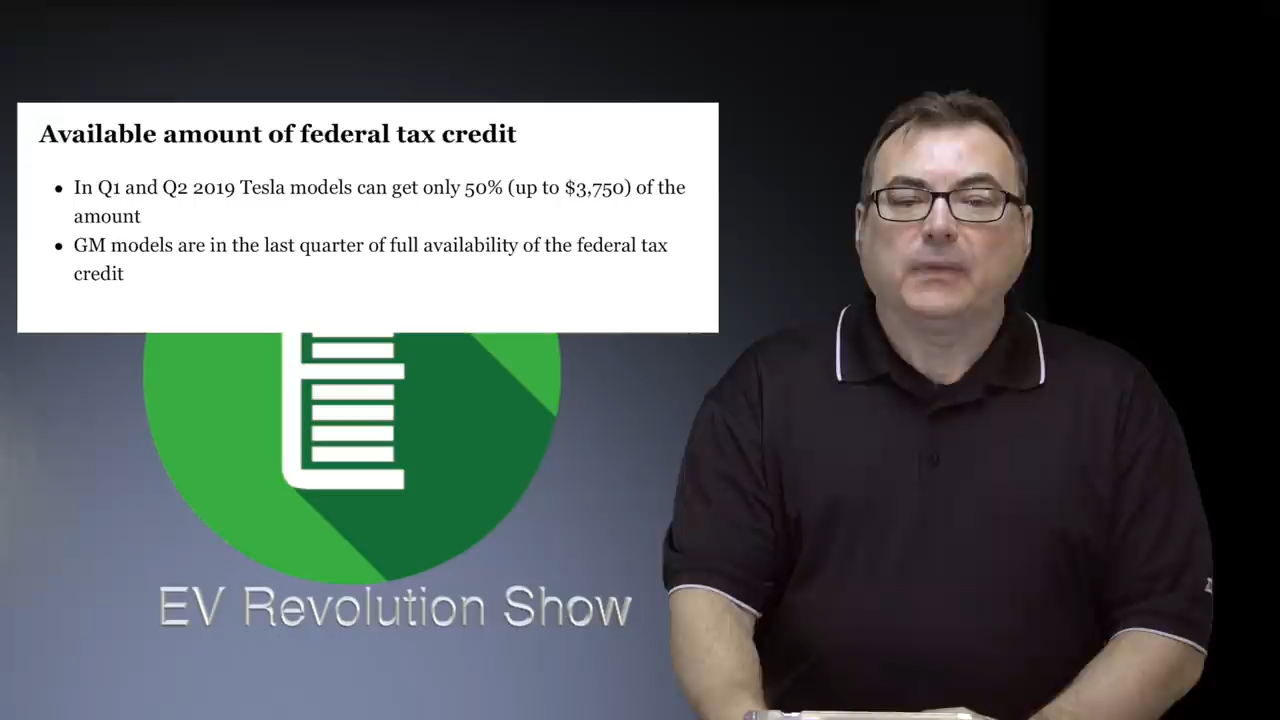 Available amount of federal tax credit
• In Q1 and Q2 2019 Tesla models can get only 50% (up to $3,750) of the
amount
• GM models are in the last quarter of full availability of the federal tax
credit
EV Revolution Show